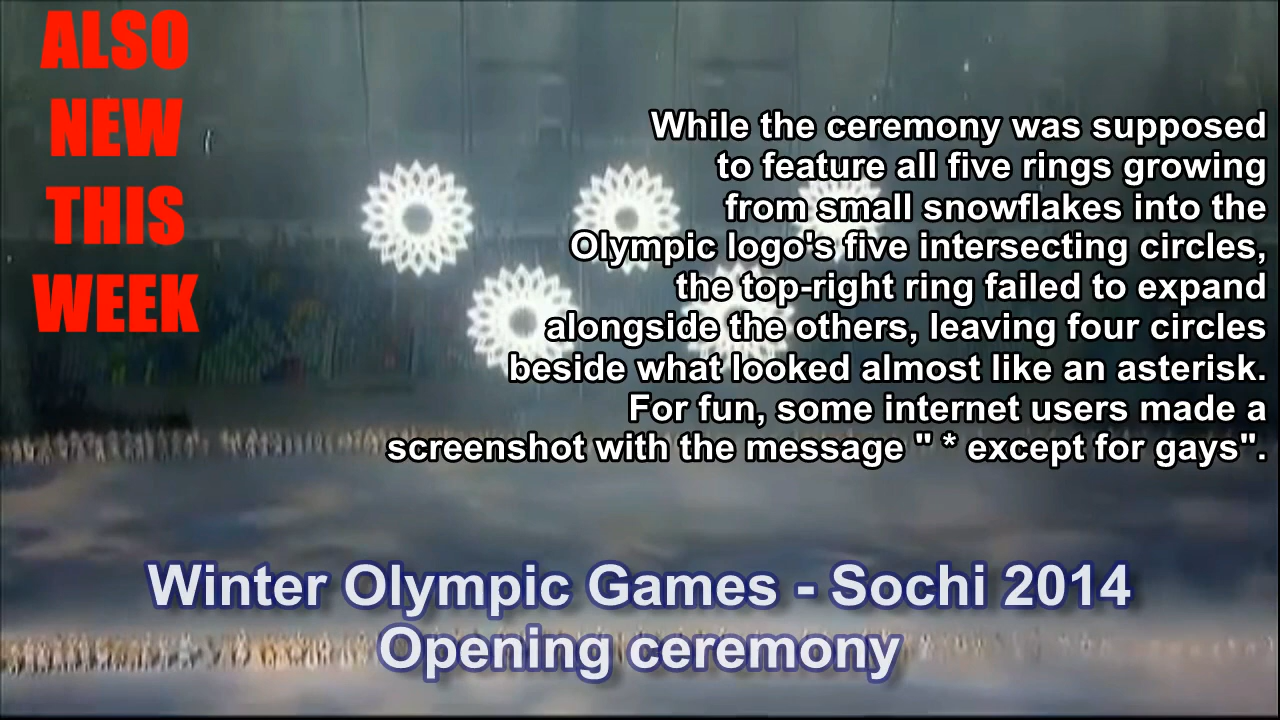 ALSO
NEW
THIS
WEEK
While the ceremony was supposed
to feature all five rings growing
from small snowflakes into the
Olympic logo's five intersecting circles,
the top-right ring failed to expand
alongside the others, leaving four circles
beside what looked almost like an asterisk.
For fun, some internet users made a
screenshot with the message " * except for gays".
Winter Olympic Games - Sochi 2014
Opening ceremony